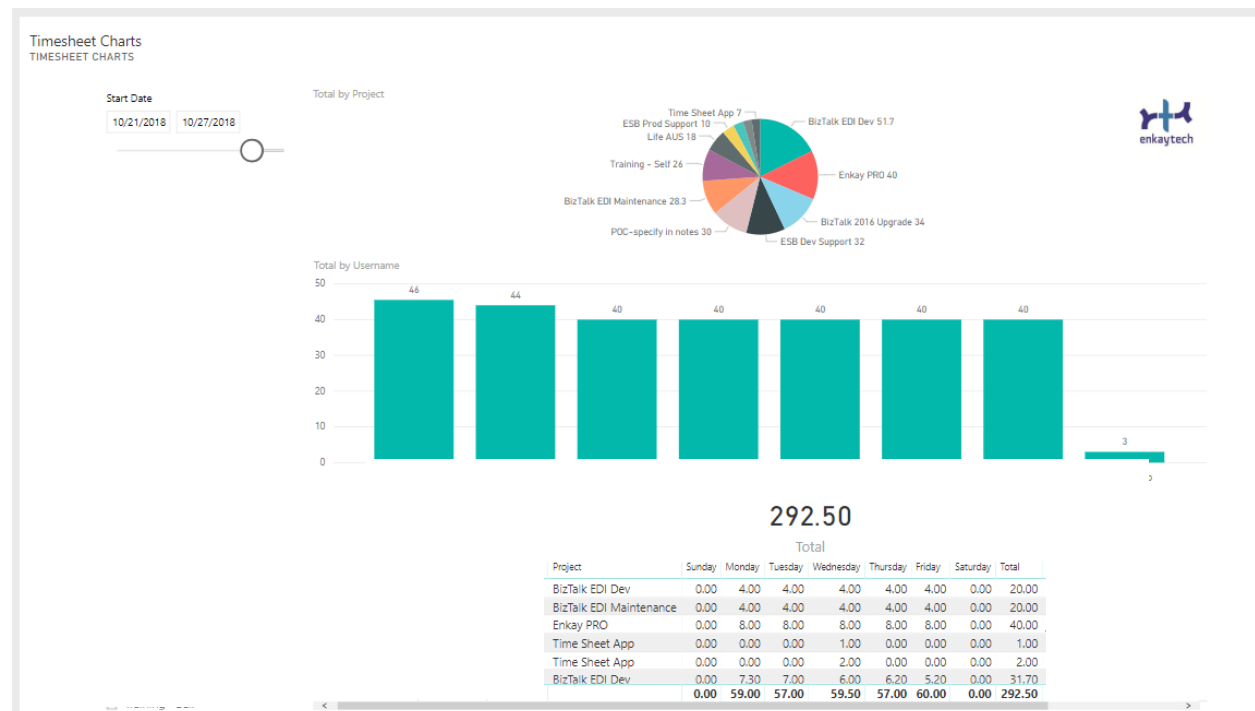 Timesheet Charts
TIMESHEET CHARTS
Start Date
10/21/2018 10/27/2018
Total by Project
Time Sheet App 7
ESB Prod Support 10
Life AUS 18
Training - Self 26
BizTalk EDI Maintenance 28.3
POC-specify in notes 30
BizTalk EDI Dev 51.7
Enkay PRO 40
BizTalk 2016 Upgrade 34
ESB Dev Support 32
enkaytech
Total by Username
50
40
30
20
10
0
46 44 40 40 40 40 40 3
292.50
Total
Project Sunday Monday Tuesday Wednesday Thursday Friday Saturday Total
BizTalk EDI Dev 0.00 4.00 4.00 4.00 4.00 4.00 0.00 20.00
BizTalk EDI Maintenance 0.00 4.00 4.00 4.00 4.00 4.00 0.00 20.00
Enkay PRO 0.00 8.00 8.00 8.00 8.00 8.00 0.00 40.00
Time Sheet App 0.00 0.00 0.00 1.00 0.00 0.00 0.00 1.00
Time Sheet App 0.00 0.00 0.00 2.00 0.00 0.00 0.00 2.00
BizTalk EDI Dev 0.00 7.30 7.00 6.00 6.20 5.20 0.00 31.70
0.00 59.00 57.00 59.50 57.00 60.00 0.00 292.50